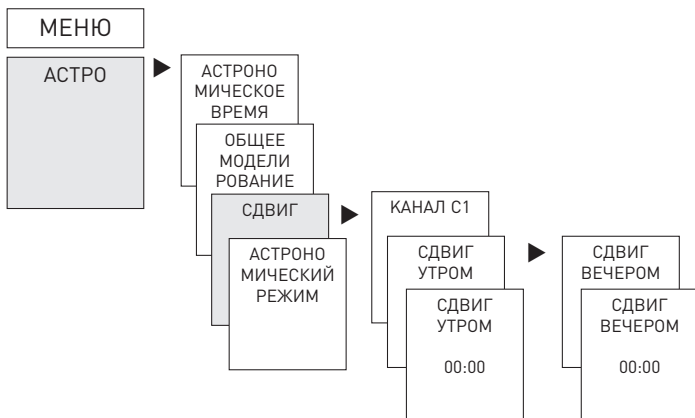 МЕНЮ
АСТРО
АСТРОНО
МИЧЕСКОЕ
ВРЕМЯ
ОБЩЕЕ
МОДЕЛИ
РОВАНИЕ
СДВИГ
АСТРОНО
МИЧЕСКИЙ
РЕЖИМ
КАНАЛ C1
СДВИГ
УТРОМ
СДВИГ
УТРОМ
00:00
СДВИГ
ВЕЧЕРОМ
СДВИГ
ВЕЧЕРОМ
00:00